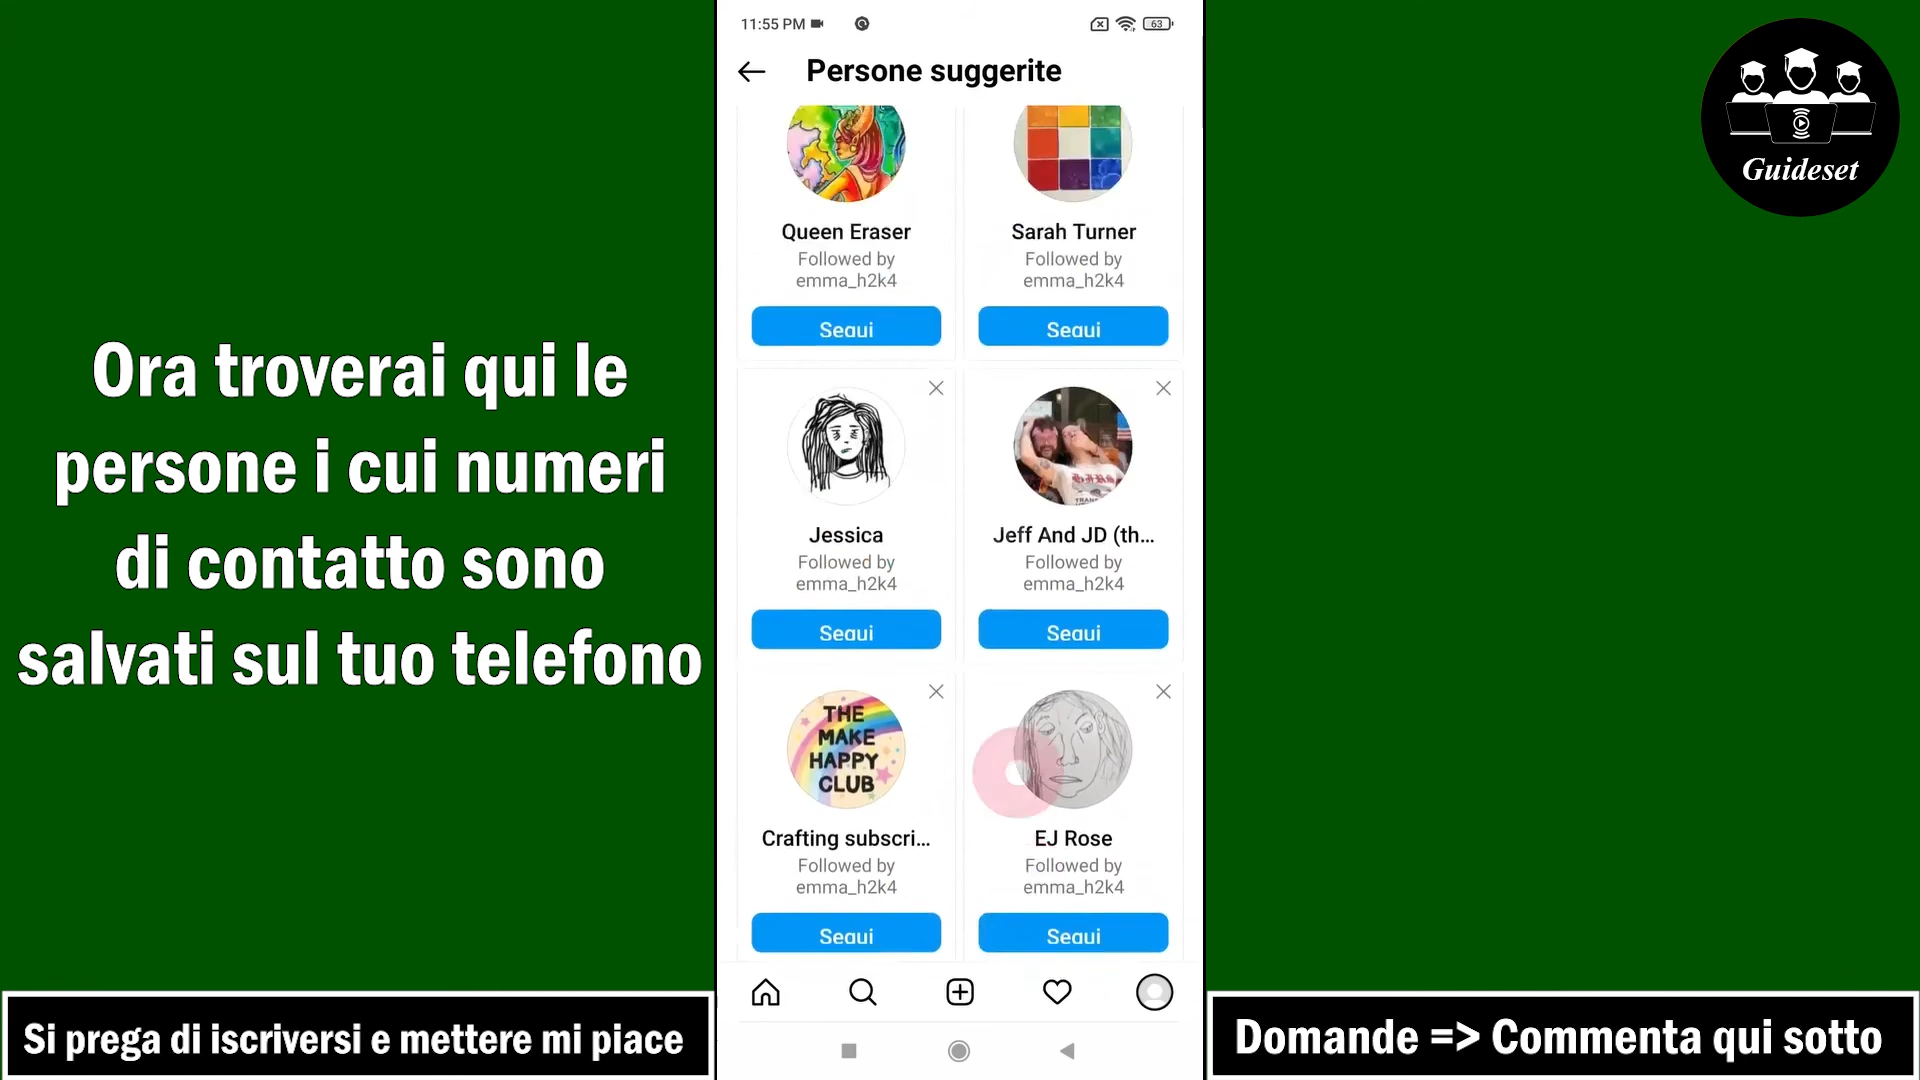 11:55 PM
63
Persone suggerite
Guideset
Queen Eraser
Followed by
emma_h2k4
Segui
Sarah Turner
Followed by
emma_h2k4
Segui
Ora troverai qui le
persone i cui numeri
di contatto sono
salvati sul tuo telefono
Jessica
Followed by
emma_h2k4
Segui
Jeff And JD (th...
Followed by
emma_h2k4
Segui
THE
MAKE
HAPPY
CLUB
Crafting subscri...
Followed by
emma_h2k4
Segui
EJ Rose
Followed by
emma_h2k4
Segui
Si prega di iscriversi e mettere mi piace
Domande => Commenta qui sotto